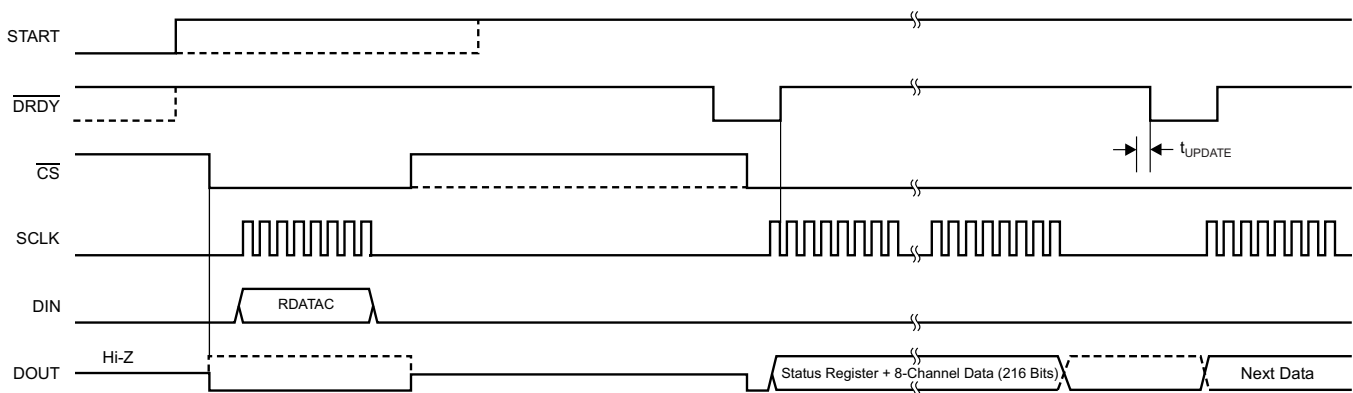 START
DRDY
CS
tUPDATE
SCLK
DIN
RDATAC
Hi-Z
DOUT
Status Register + 8-Channel Data (216 Bits)
Next Data